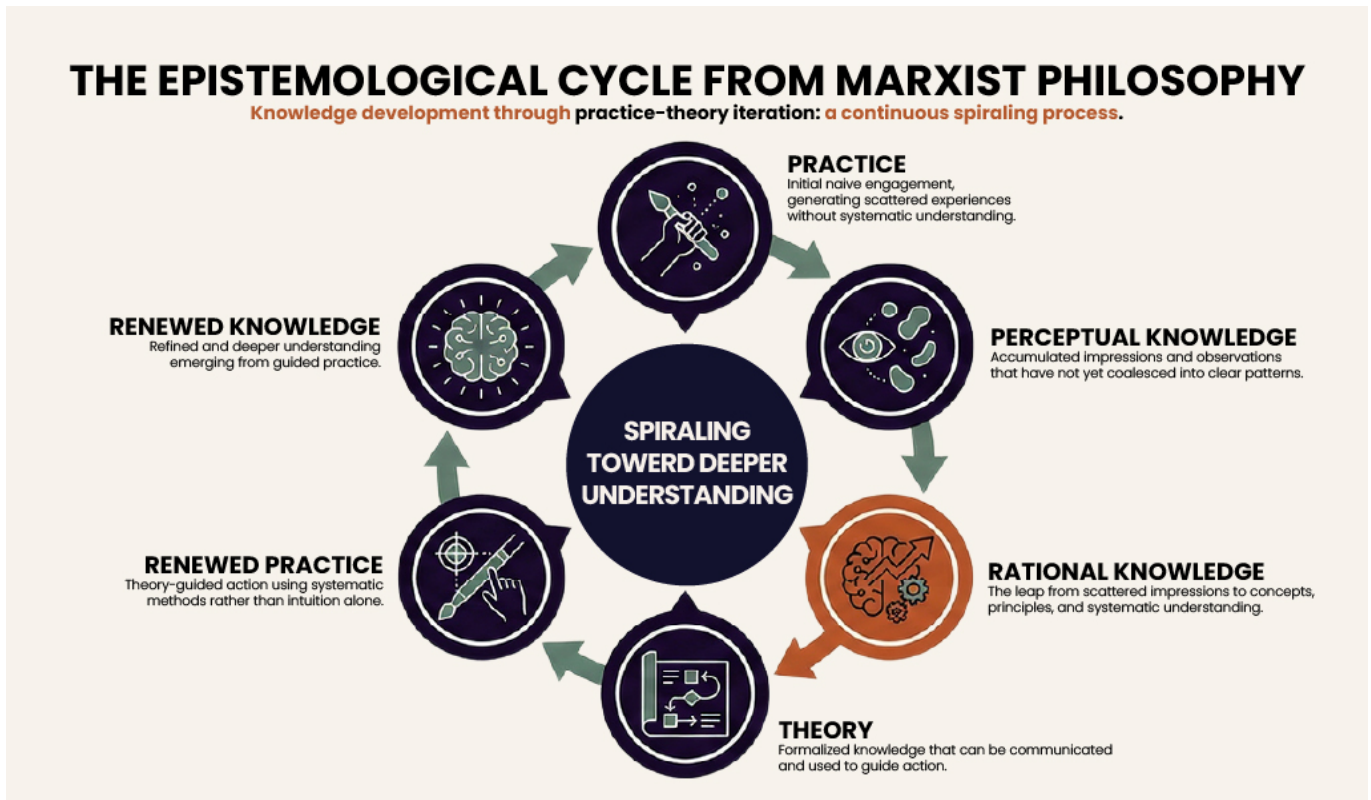 THE EPISTEMOLOGICAL CYCLE FROM MARXIST PHILOSOPHY
Knowledge development through practice-theory iteration: a continuous spiraling process.
PRACTICE
Initial naive engagement,
generating scattered experiences
without systematic understanding.
PERCEPTUAL KNOWLEDGE
Accumulated impressions and observations
that have not yet coalesced into clear patterns.
RATIONAL KNOWLEDGE
The leap from scattered impressions to concepts,
principles, and systematic understanding.
THEORY
Formalized knowledge that can be communicated
and used to guide action.
RENEWED PRACTICE
Theory-guided action using systematic
methods rather than intuition alone.
RENEWED KNOWLEDGE
Refined and deeper understanding
emerging from guided practice.
SPIRALING
TOWERD DEEPER
UNDERSTANDING